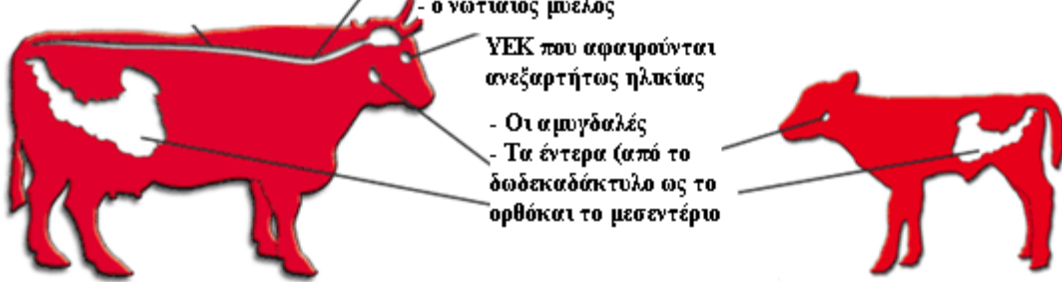 - ο νωτιαίος μυελός
ΥΕΚ που αφαιρούνται
ανεξαρτήτως ηλικίας
- Οι αμυγδαλές
- Τα έντερα (από το
δωδεκαδάκτυλο ως το
ορθόκαι το μεσεντέριο